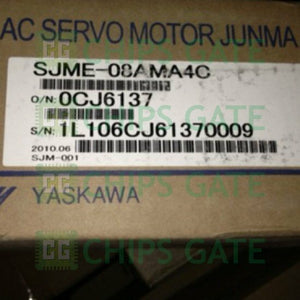 AC SERVO MOTOR JUNMA
SJME-08AMA4C
O/N: 0CJ6137
S/N: 1L106CJ61370009
2010.06
SJM-001
YASKAWA
CHIPS GATE
CHIPS GATE
CHIPS GATE